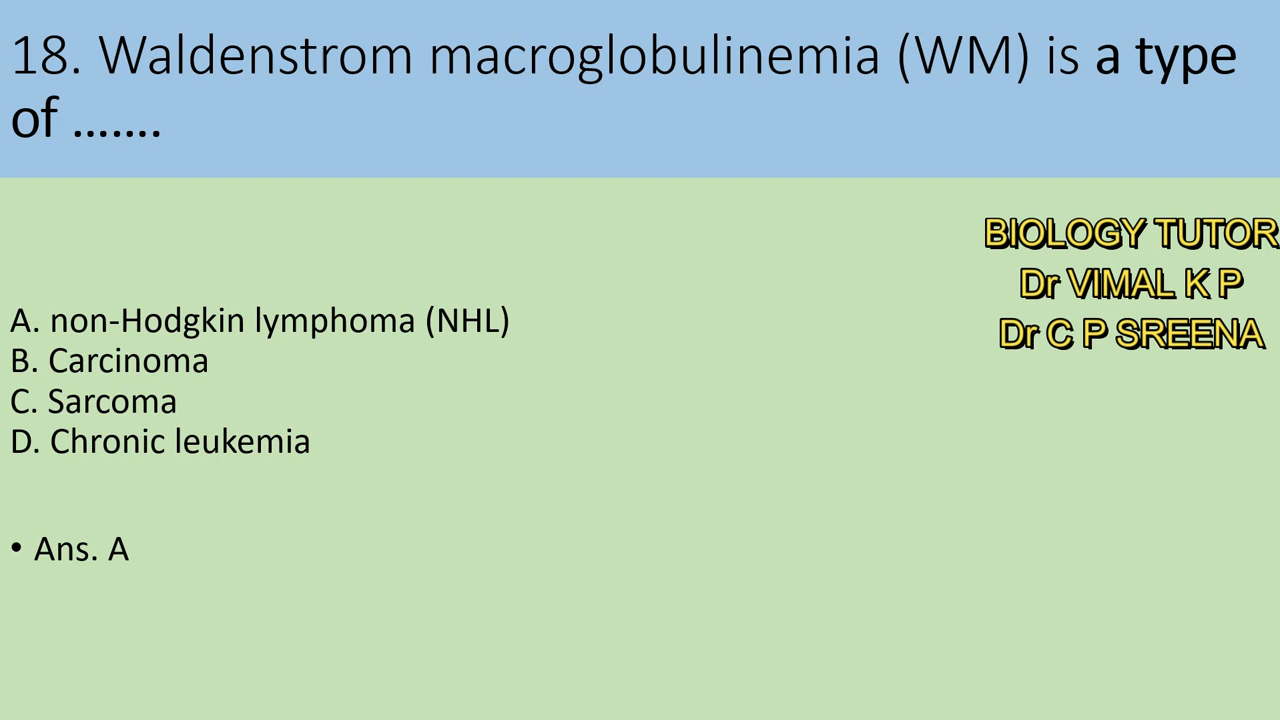 18. Waldenstrom macroglobulinemia (WM) is a type
of .......
BIOLOGY TUTOR
Dr VIMAL K P
Dr C P SREENA
A. non-Hodgkin lymphoma (NHL)
B. Carcinoma
C. Sarcoma
D. Chronic leukemia
• Ans. A